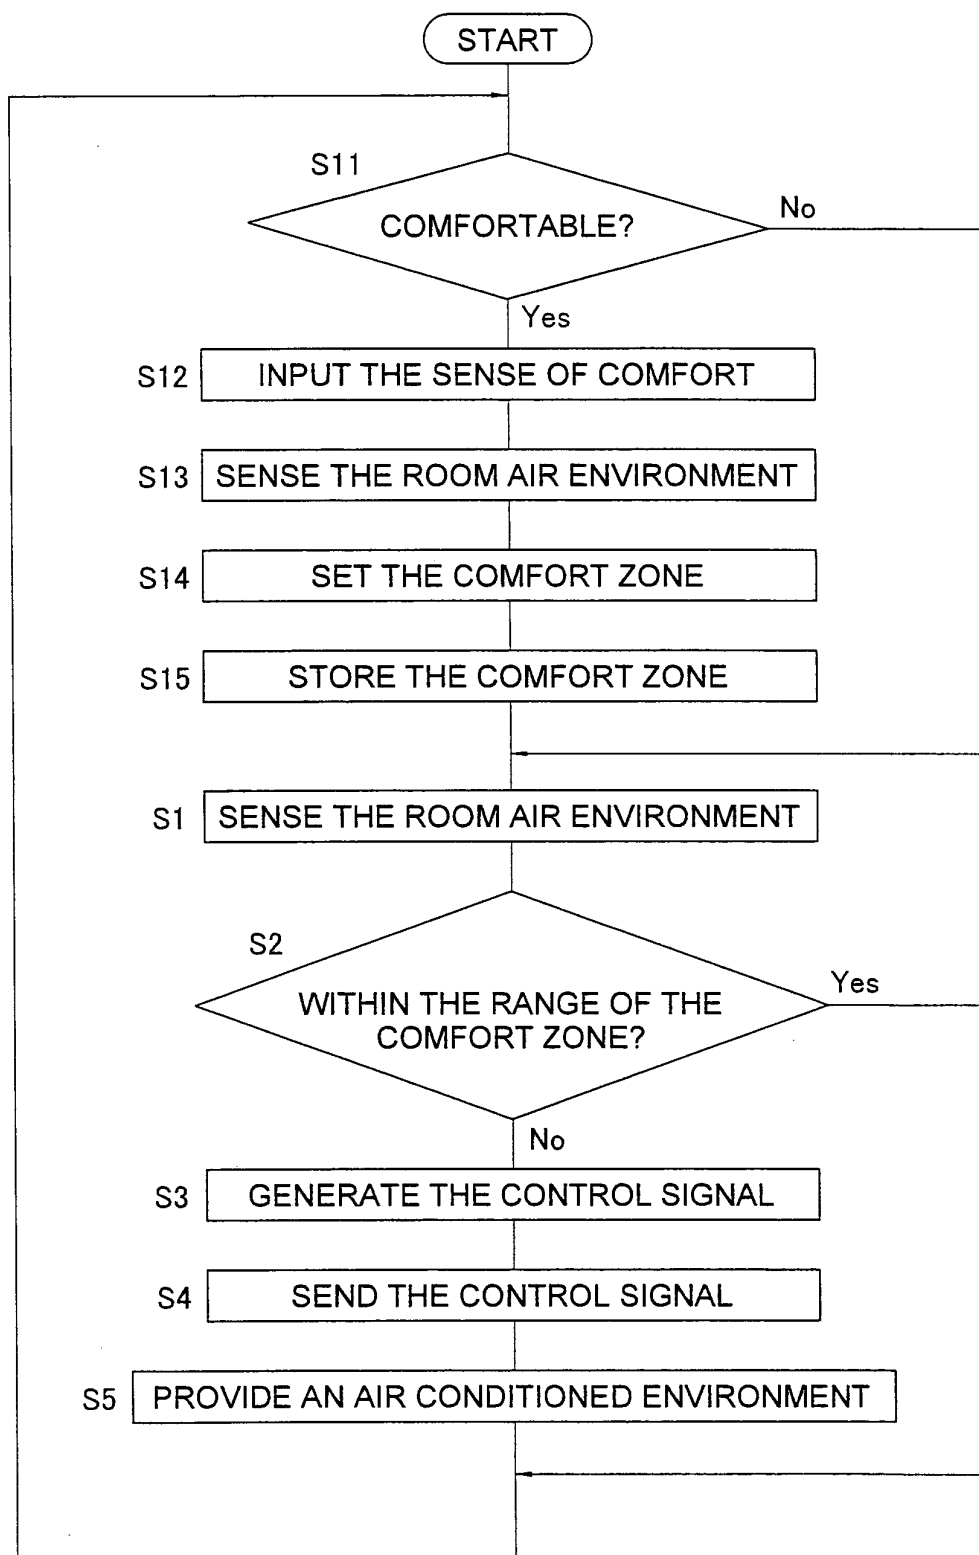 START
S11
COMFORTABLE?
No
Yes
S12 INPUT THE SENSE OF COMFORT
S13 SENSE THE ROOM AIR ENVIRONMENT
S14 SET THE COMFORT ZONE
S15 STORE THE COMFORT ZONE
S1 SENSE THE ROOM AIR ENVIRONMENT
S2
Yes
WITHIN THE RANGE OF THE
COMFORT ZONE?
No
S3 GENERATE THE CONTROL SIGNAL
S4 SEND THE CONTROL SIGNAL
S5 PROVIDE AN AIR CONDITIONED ENVIRONMENT